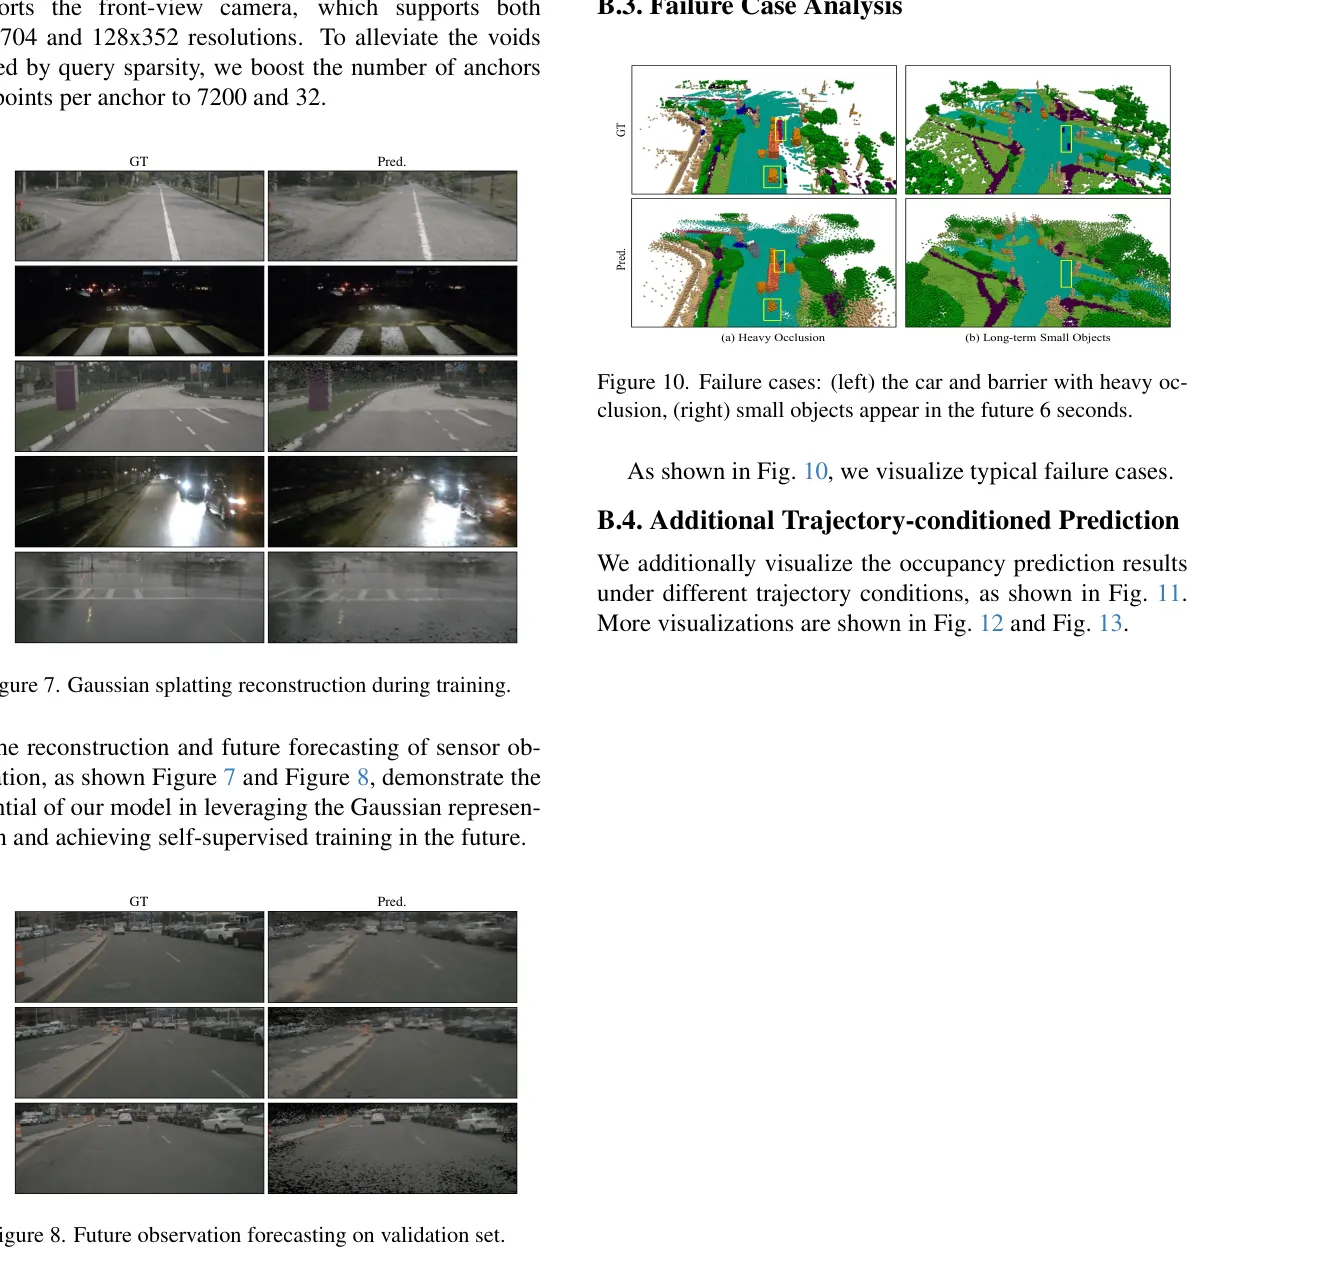 orts the front-view camera, which supports both
704 and 128x352 resolutions. To alleviate the voids
ed by query sparsity, we boost the number of anchors
points per anchor to 7200 and 32.
GT Pred.
gure 7. Gaussian splatting reconstruction during training.
he reconstruction and future forecasting of sensor ob-
ation, as shown Figure 7 and Figure 8, demonstrate the
ntial of our model in leveraging the Gaussian represen-
n and achieving self-supervised training in the future.
GT Pred.
igure 8. Future observation forecasting on validation set.
B.3. Failure Case Analysis
GT
Pred.
(a) Heavy Occlusion (b) Long-term Small Objects
Figure 10. Failure cases: (left) the car and barrier with heavy oc-
clusion, (right) small objects appear in the future 6 seconds.
As shown in Fig. 10, we visualize typical failure cases.
B.4. Additional Trajectory-conditioned Prediction
We additionally visualize the occupancy prediction results
under different trajectory conditions, as shown in Fig. 11.
More visualizations are shown in Fig. 12 and Fig. 13.